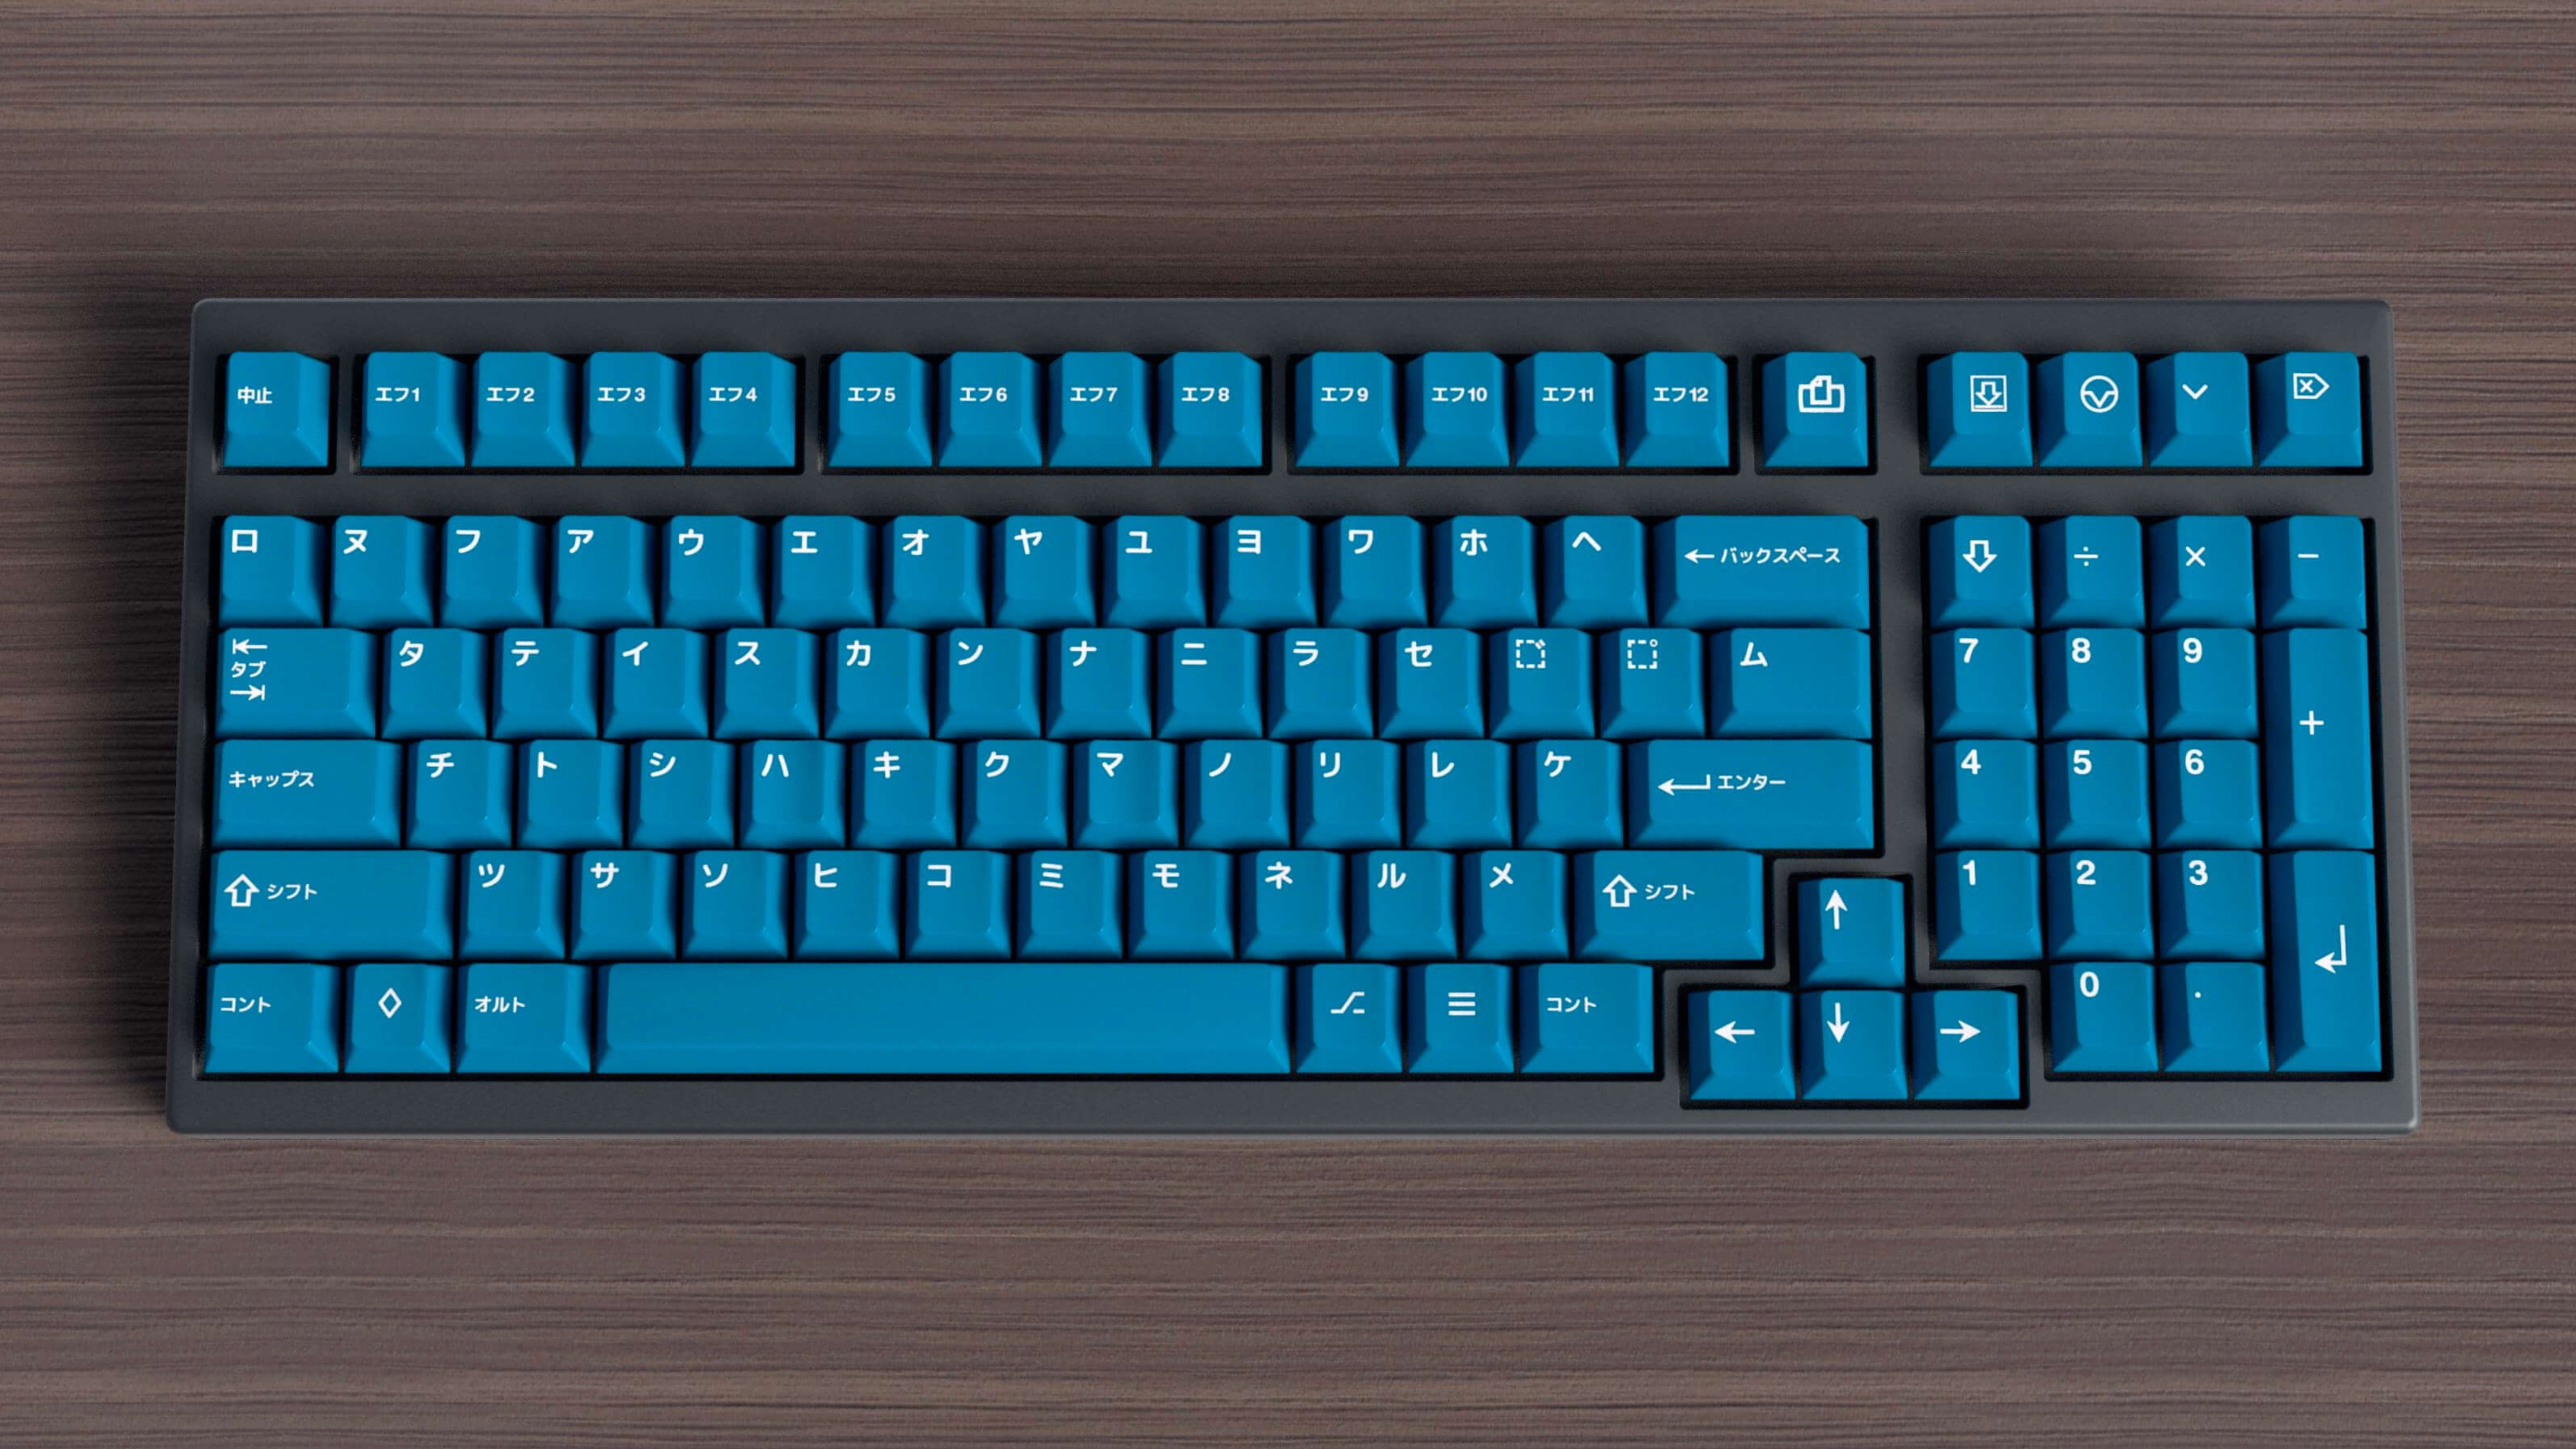 中止 エフ1 エフ2 エフ3 エフ4 エフ5 エフ6 エフ7 エフ8 エフ9 エフ10 エフ11 エフ12
ロ ヌ フ ア ウ エ オ ヤ ユ ヨ ワ ホ ヘ ← バックスペース ÷ × −
タブ タ テ イ ス カ ン ナ ニ ラ セ ゛ ゜ ム 7 8 9 +
キャップス チ ト シ ハ キ ク マ ノ リ レ ケ エンター 4 5 6
シフト ツ サ ソ ヒ コ ミ モ ネ ル メ シフト ↑ 1 2 3
コント ◇ オルト コント ← ↓ → 0 .